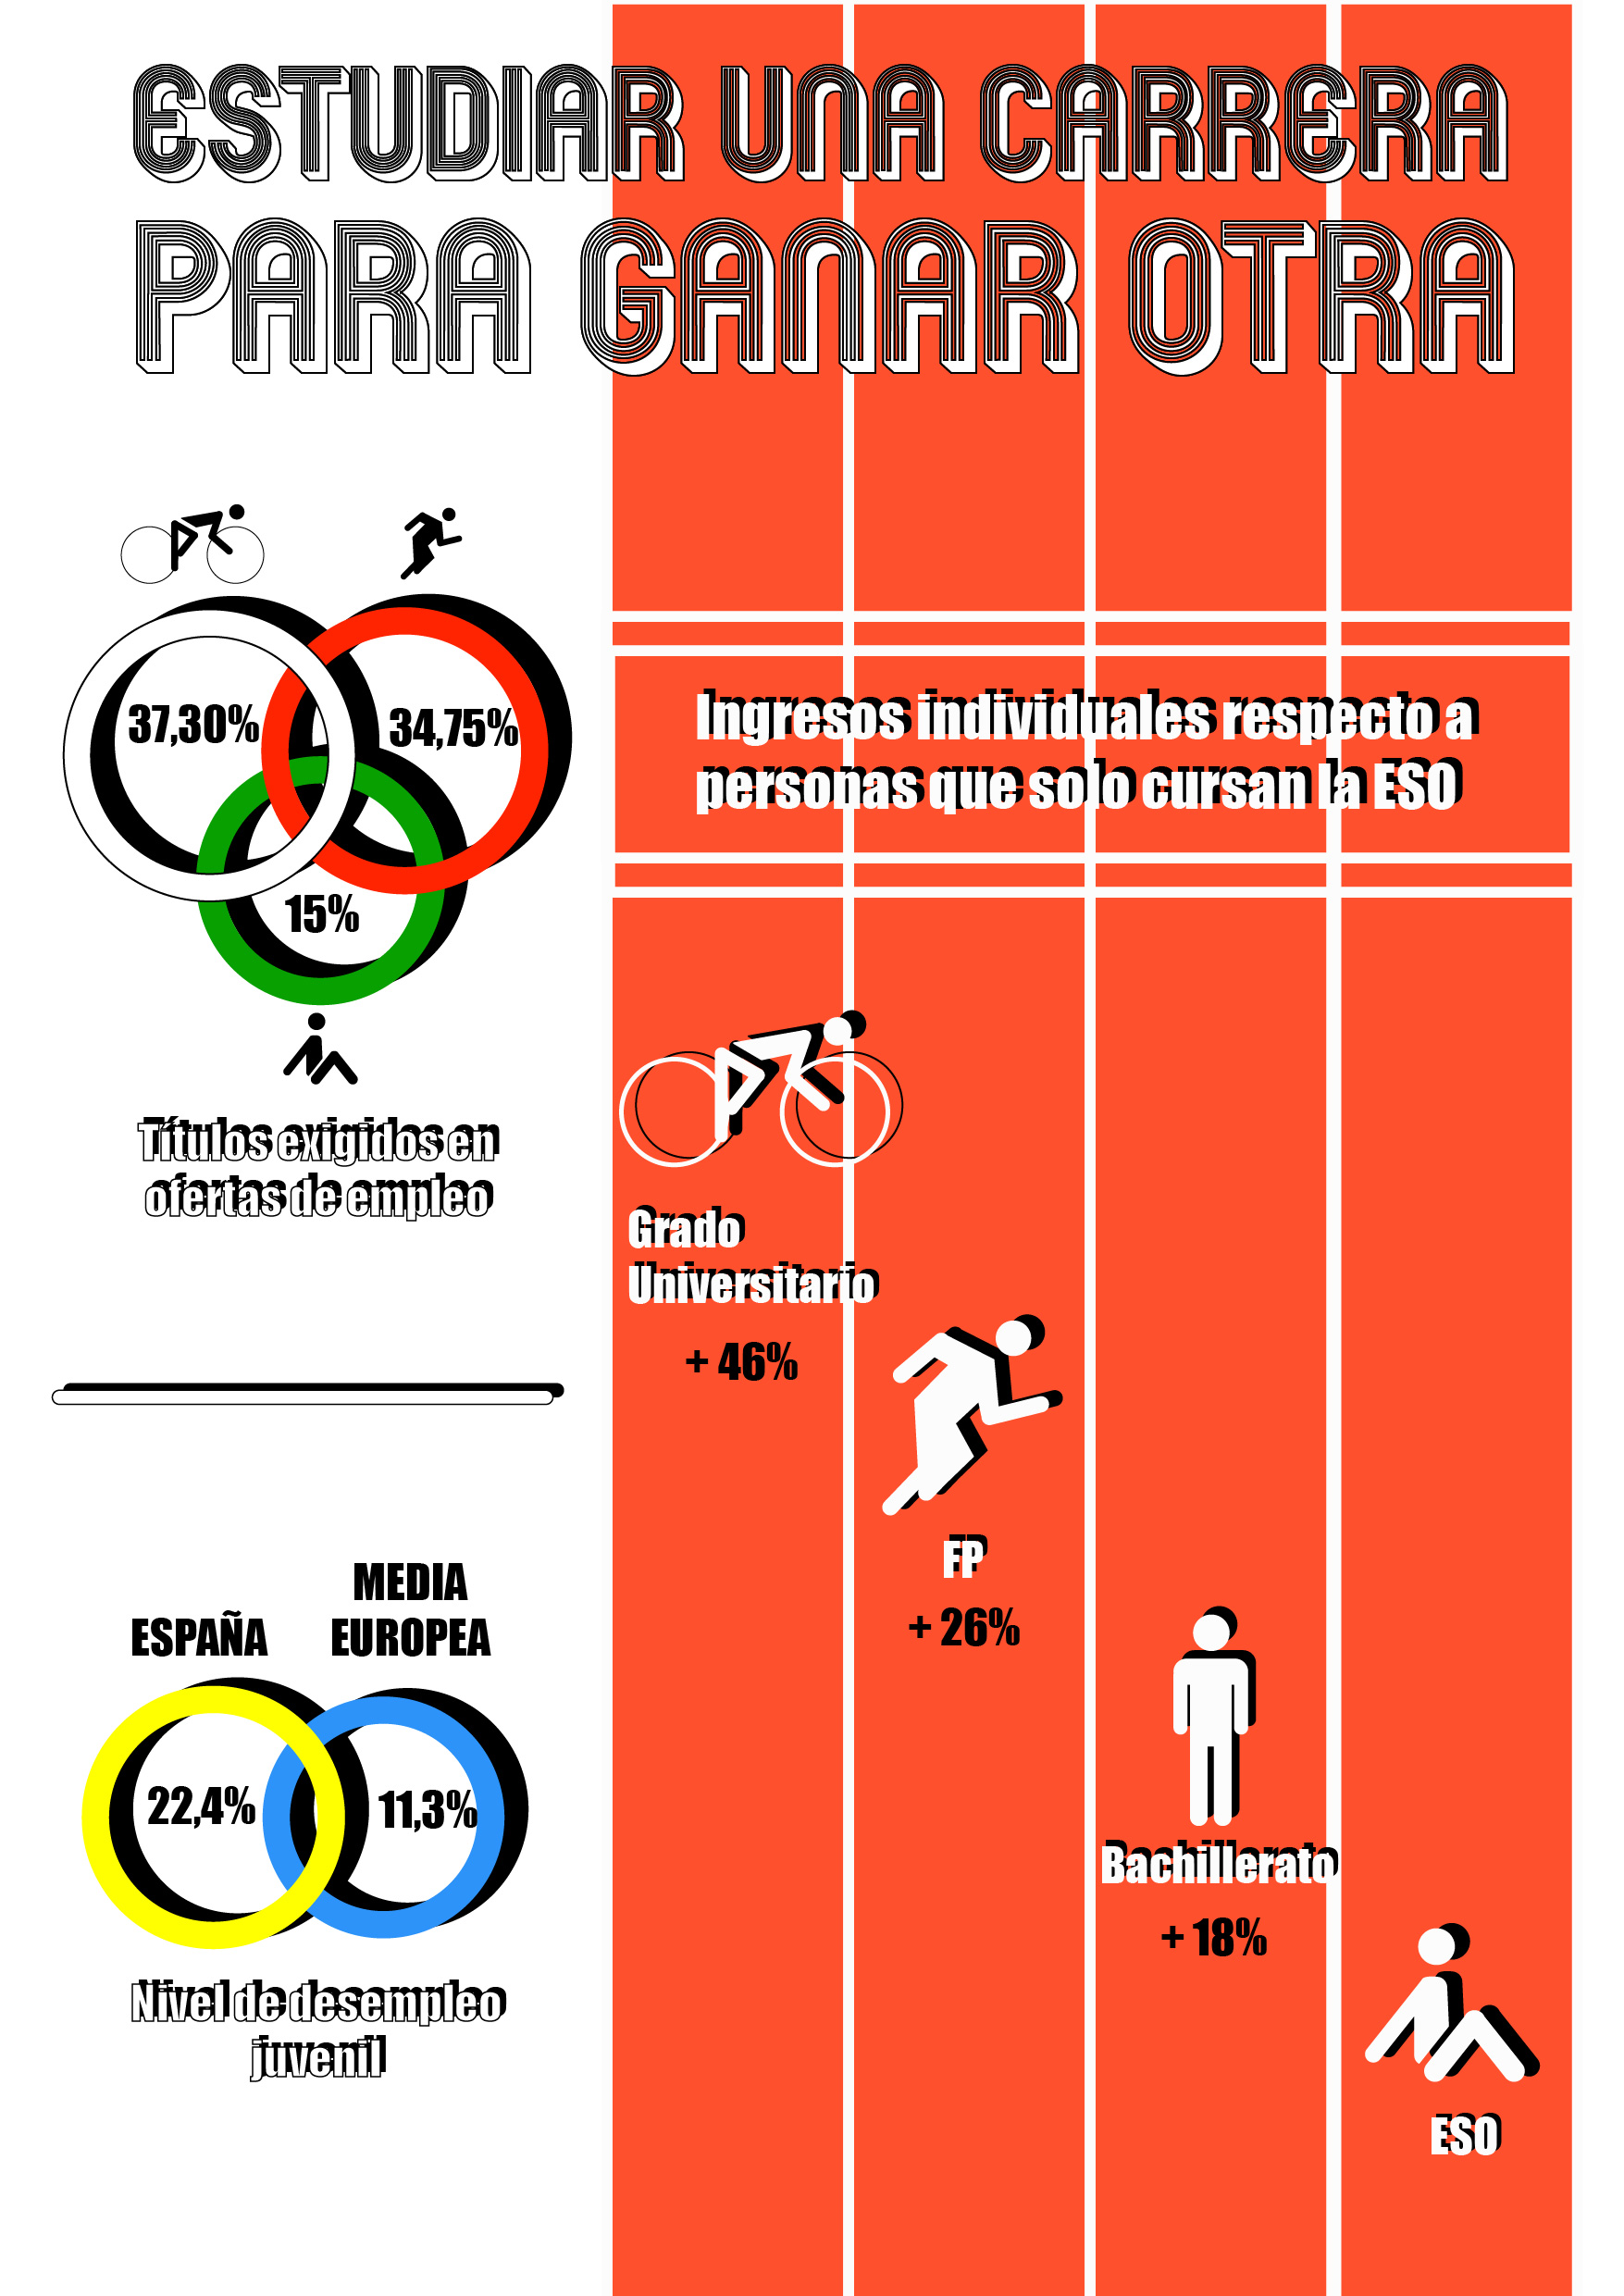 ESTUDIAR UNA CARRERA
PARA GANAR OTRA
37,30%
34,75%
15%
Títulos exigidos en
ofertas de empleo
ESPAÑA
MEDIA
EUROPEA
22,4%
11,3%
Nivel de desempleo
juvenil
Ingresos individuales respecto a
personas que solo cursan la ESO
Grado
Universitario
+ 46%
FP
+ 26%
Bachillerato
+ 18%
ESO